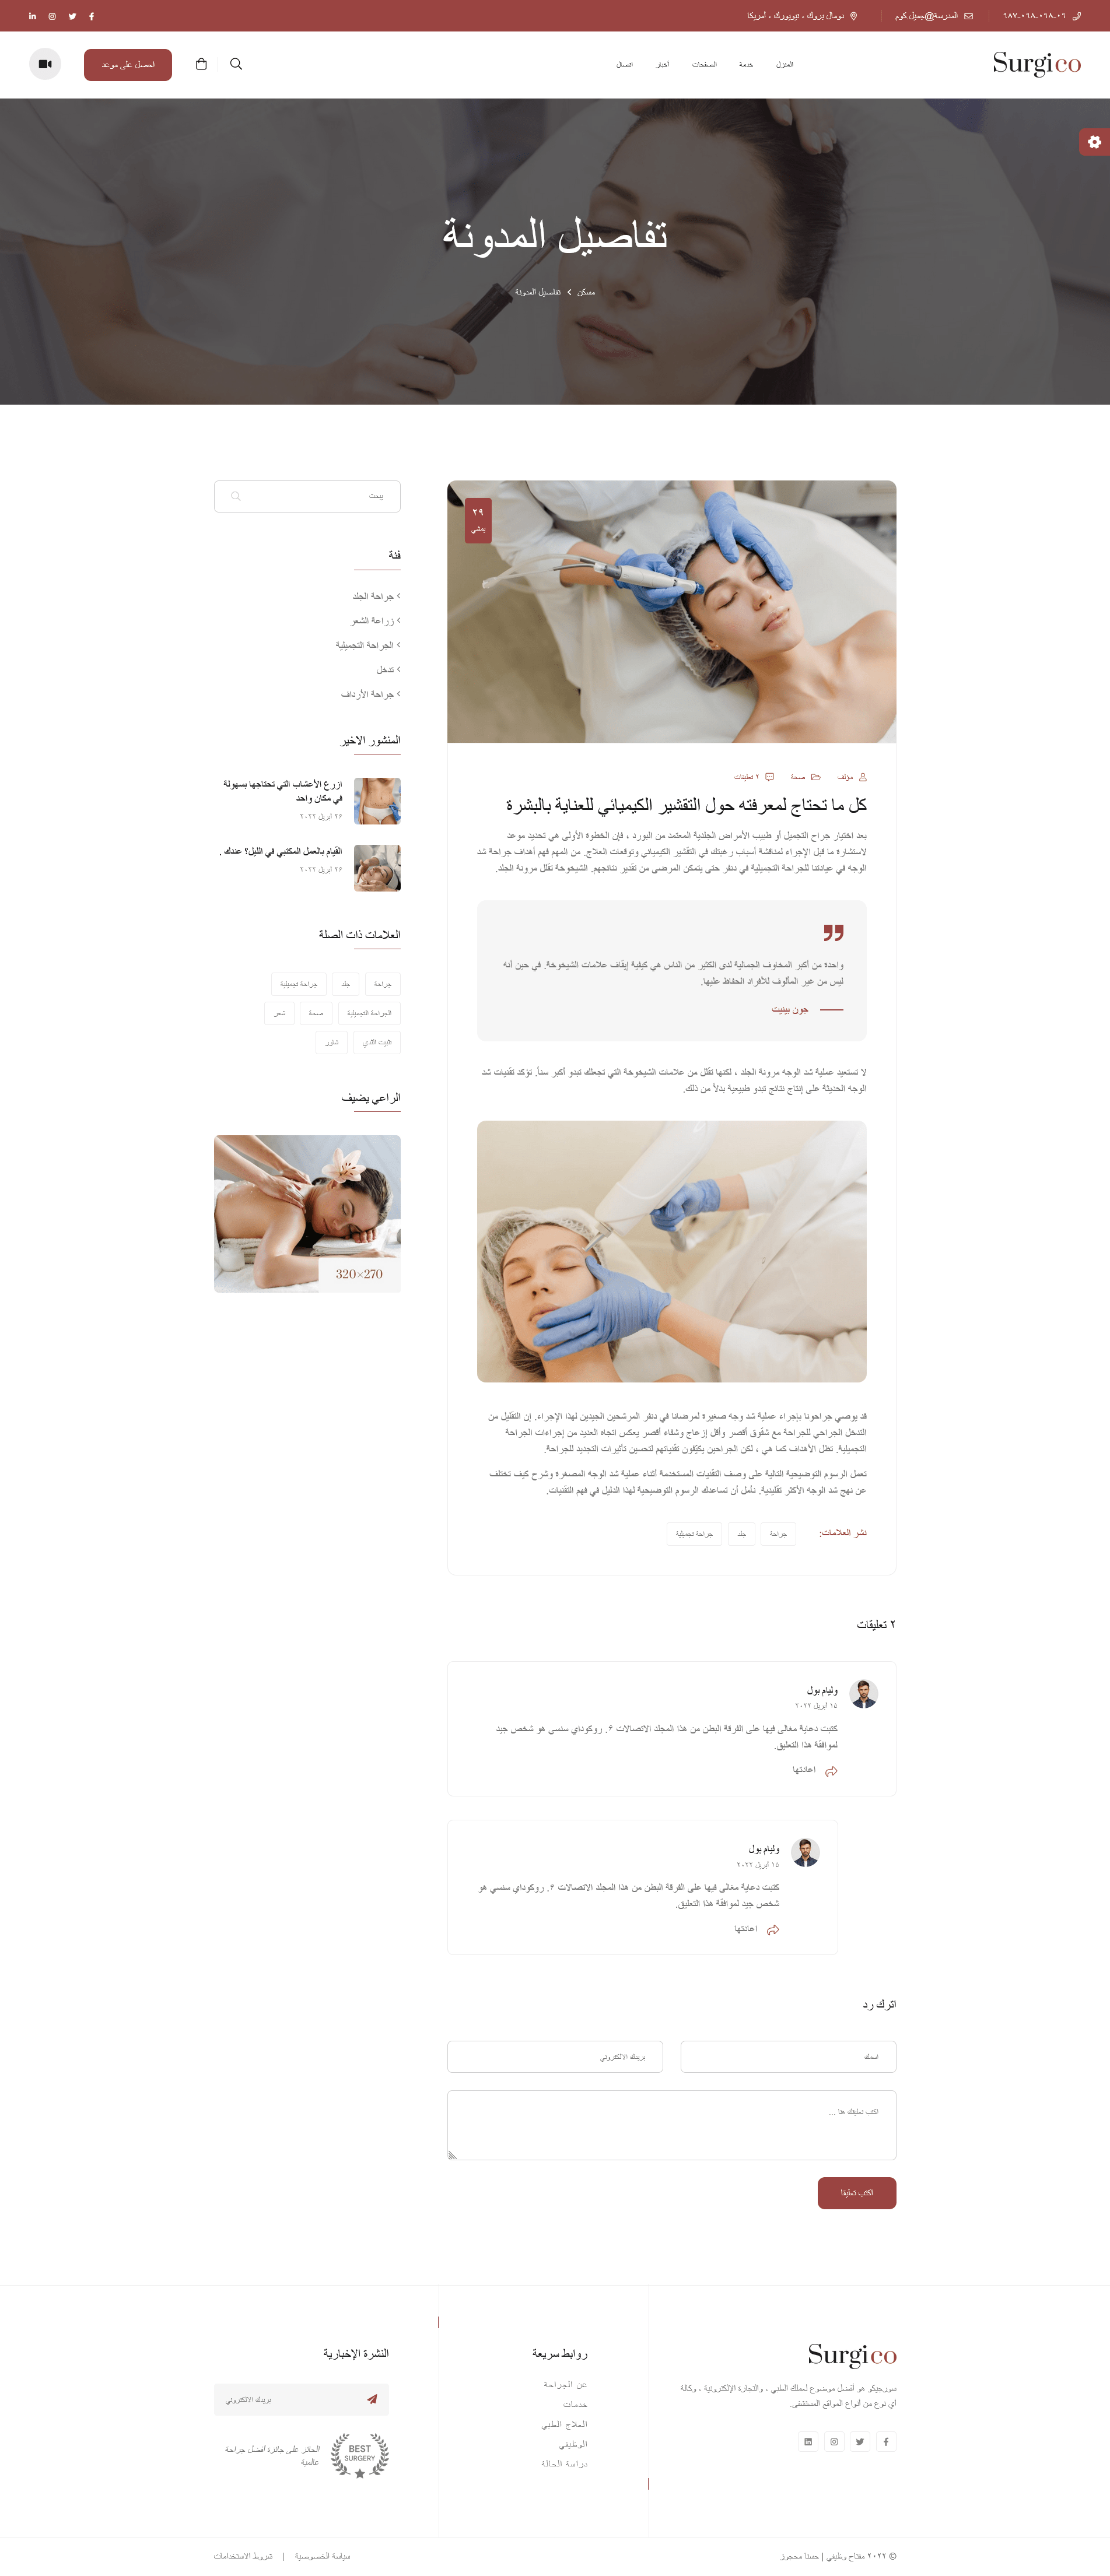 ٩٨٧-٠٩٨-٠٩٨-٠٩
المدرسة@جميل.كوم
دومال بروك ، نيويورك ، أمريكا
Surgico
المنزل
خدمة
الصفحات
أخبار
اتصال
احصل على موعد
تفاصيل المدونة
مسكن
تفاصيل المدونة
٢٩
يمشي
مؤلف
صحة
٢ تعليقات
كل ما تحتاج لمعرفته حول التقشير الكيميائي للعناية بالبشرة
بعد اختيار جراح التجميل أو طبيب الأمراض الجلدية المعتمد من البورد ، فإن الخطوة الأولى هي تحديد موعد
لاستشارة ما قبل الإجراء لمناقشة أسباب رغبتك في التقشير الكيميائي وتوقعات العلاج. من المهم فهم أهداف جراحة شد
الوجه في عيادتنا للجراحة التجميلية في دنفر حتى يتمكن المرضى من تقدير نتائجهم. الشيخوخة تقلل مرونة الجلد.
واحدة من أكبر المخاوف الجمالية لدى الكثير من الناس هي كيفية إيقاف علامات الشيخوخة. في حين أنه
ليس من غير المألوف للأفراد الحفاظ عليها.
جون بينيت
لا تستعيد عملية شد الوجه مرونة الجلد ، لكنها تقلل من علامات الشيخوخة التي تجعلك تبدو أكبر سناً. تؤكد تقنيات شد
الوجه الحديثة على إنتاج نتائج تبدو طبيعية بدلاً من ذلك.
قد يوصي جراحونا بإجراء عملية شد وجه صغيرة لمرضانا في دنفر المرشحين الجيدين لهذا الإجراء. إن التقليل من
التدخل الجراحي للجراحة مع شقوق أقصر وأقل إزعاج وشفاء أقصر يعكس اتجاه العديد من إجراءات الجراحة
التجميلية. تظل الأهداف كما هي ، لكن الجراحين يكيّفون تقنياتهم لتحسين تأثيرات التجديد للجراحة.
تعمل الرسوم التوضيحية التالية على وصف التقنيات المستخدمة أثناء عملية شد الوجه المصغرة وشرح كيف تختلف
عن نهج شد الوجه الأكثر تقليدية. نأمل أن تساعدك الرسوم التوضيحية لهذا الدليل في فهم التقنيات.
نشر العلامات:
جراحة
جلد
جراحة تجميلية
يبحث
فئة
جراحة الجلد
زراعة الشعر
الجراحة التجميلية
تدخل
جراحة الأرداف
المنشور الاخير
ازرع الأعشاب التي تحتاجها بسهولة
في مكان واحد
٢٦ أبريل ٢٠٢٢
القيام بالعمل المكتبي في الليل؟ عندك .
٢٦ أبريل ٢٠٢٢
العلامات ذات الصلة
جراحة
جلد
جراحة تجميلية
الجراحة التجميلية
صحة
شعر
تثبيت الثدي
شاور
الراعي يضيف
320×270
٢ تعليقات
وليام بول
١٥ أبريل ٢٠٢٢
كتبت دعاية مغالى فيها على الفرقة البطن من هذا المجلد الاتصالات ۴. روكوداي سنسي هو شخص جيد
لموافقة هذا التعليق.
اعادتها
وليام بول
١٥ أبريل ٢٠٢٢
كتبت دعاية مغالى فيها على الفرقة البطن من هذا المجلد الاتصالات ۴. روكوداي سنسي هو
شخص جيد لموافقة هذا التعليق.
اعادتها
اترك رد
اسمك
بريدك الالكتروني
اكتب تعليقك هنا ...
اكتب تعليقا
Surgico
سورجيكو هو أفضل موضوع لعملك الطبي ، والتجارة الإلكترونية ، وكالة
أي نوع من أنواع المواقع المستشفى.
روابط سريعة
عن الجراحة
خدمات
العلاج الطبي
الوظيفي
دراسة الحالة
النشرة الإخبارية
بريدك الالكتروني
BEST
SURGERY
الحائز على جائزة أفضل جراحة
عالمية
© ٢٠٢٢ مفتاح وظيفي | حسنا محجوز.
سياسة الخصوصية | شروط الاستخدامات